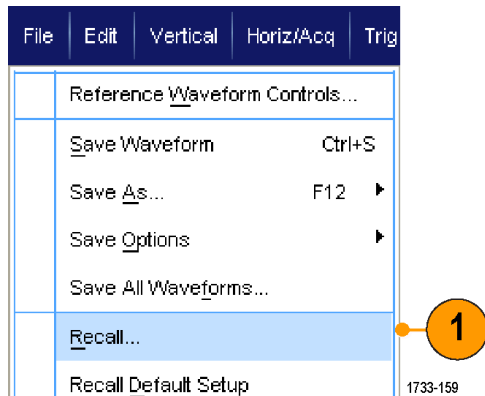 File Edit Vertical Horiz/Acq Trig
Reference Waveform Controls...
Save Waveform Ctrl+S
Save As... F12
Save Options
Save All Waveforms...
Recall...
1
Recall Default Setup
1733-159